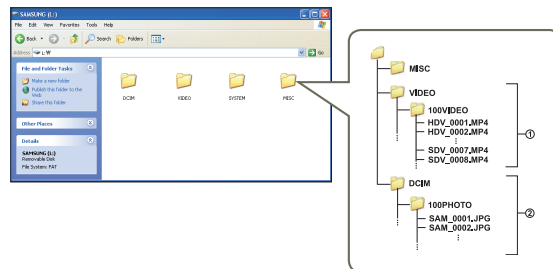 SAMSUNG (L:)
File Edit View Favorites Tools Help
Back Search Folders
Address L:\ Go
File and Folder Tasks
Make a new folder
Publish this folder to the Web
Share this folder
Other Places
Details
SAMSUNG (L:)
Removable Disk
File System: FAT
DCIM VIDEO SYSTEM MISC
MISC
VIDEO
100VIDEO
HDV_0001.MP4
HDV_0002.MP4
SDV_0007.MP4
SDV_0008.MP4
①
DCIM
100PHOTO
SAM_0001.JPG
SAM_0002.JPG
②